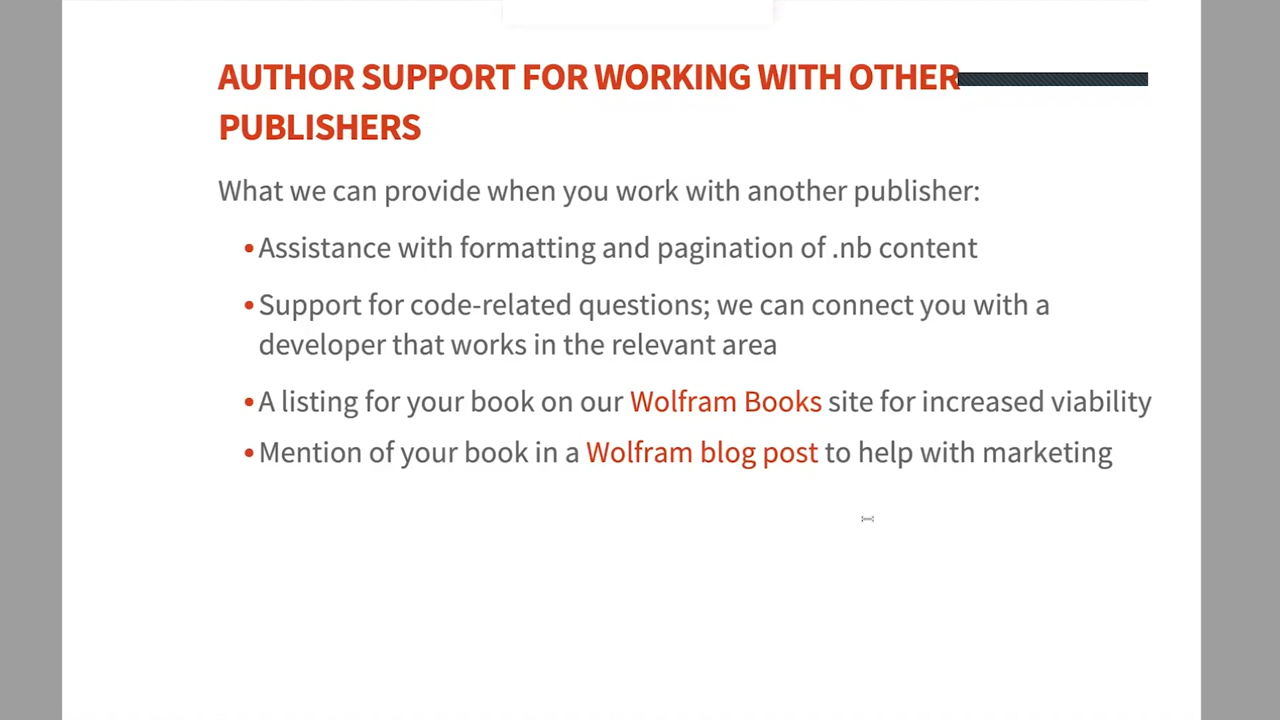 AUTHOR SUPPORT FOR WORKING WITH OTHER
PUBLISHERS
What we can provide when you work with another publisher:
•Assistance with formatting and pagination of .nb content
•Support for code-related questions; we can connect you with a
developer that works in the relevant area
•A listing for your book on our Wolfram Books site for increased viability
•Mention of your book in a Wolfram blog post to help with marketing